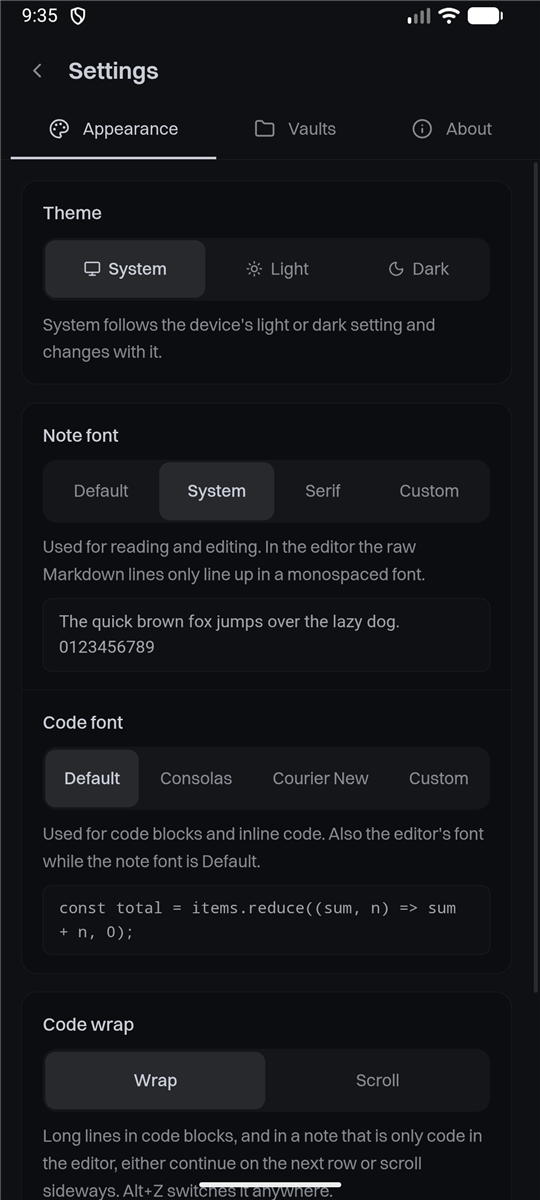 9:35
Settings
Appearance
Vaults
About
Theme
System
Light
Dark
System follows the device's light or dark setting and
changes with it.
Note font
Default
System
Serif
Custom
Used for reading and editing. In the editor the raw
Markdown lines only line up in a monospaced font.
The quick brown fox jumps over the lazy dog.
0123456789
Code font
Default
Consolas
Courier New
Custom
Used for code blocks and inline code. Also the editor's font
while the note font is Default.
const total = items.reduce((sum, n) => sum
+ n, 0);
Code wrap
Wrap
Scroll
Long lines in code blocks, and in a note that is only code in
the editor, either continue on the next row or scroll
sideways. Alt+Z switches it anywhere.